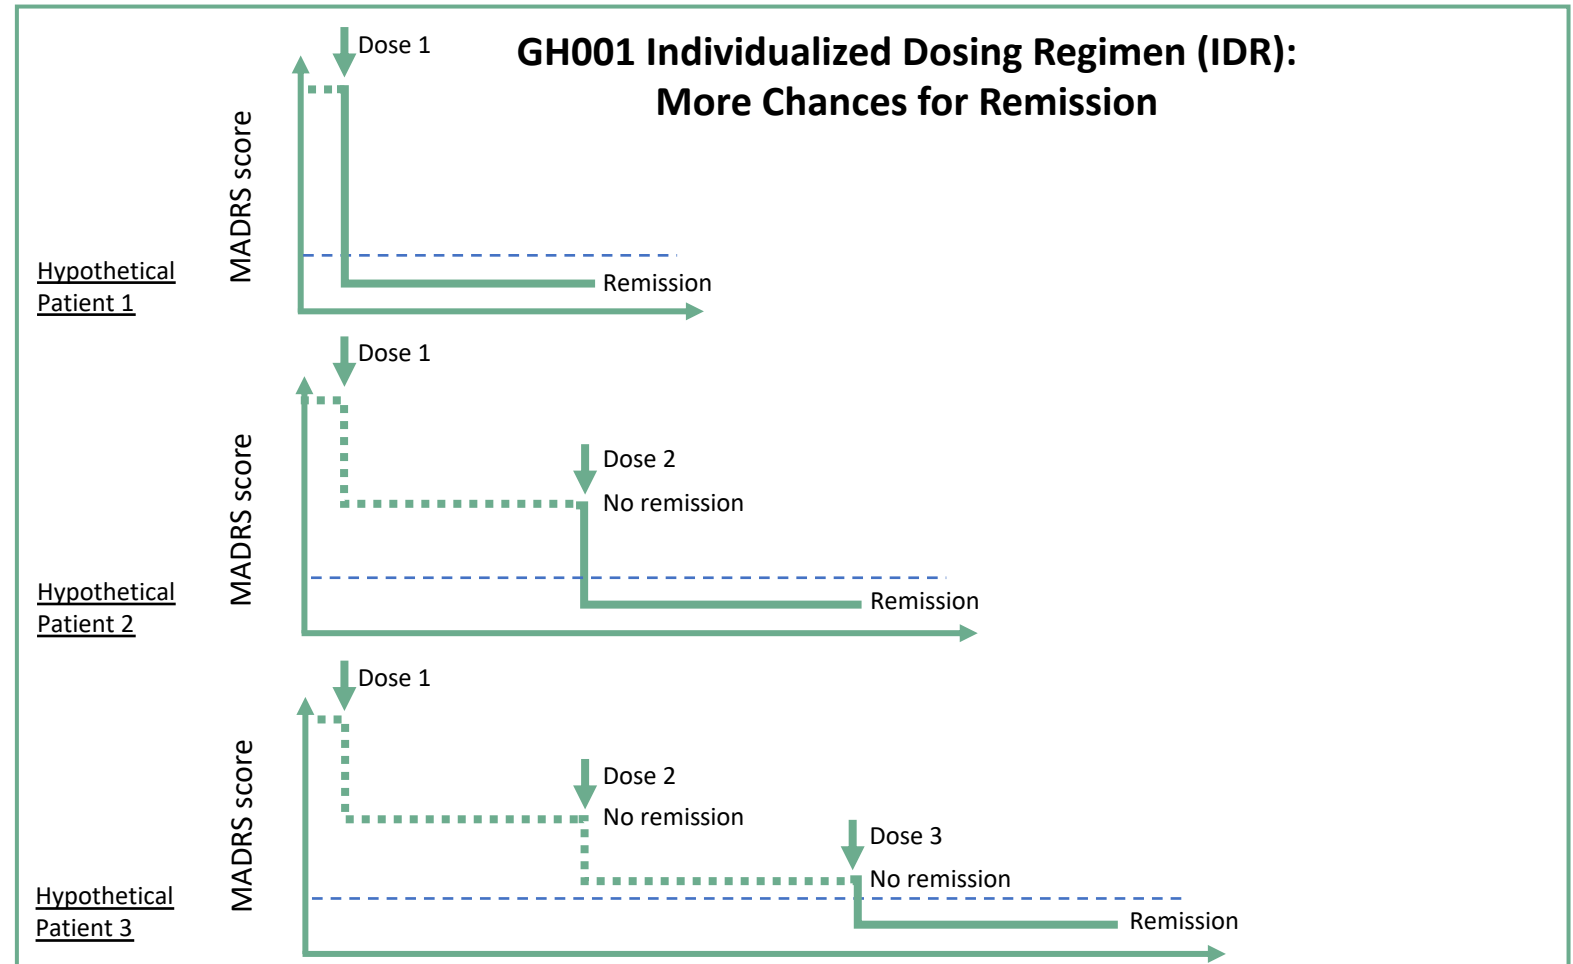 GH001 Individualized Dosing Regimen (IDR):
More Chances for Remission
Dose 1
MADRS score
Hypothetical
Patient 1
Remission
Dose 1
MADRS score
Dose 2
No remission
Hypothetical
Patient 2
Remission
Dose 1
MADRS score
Dose 2
No remission
Dose 3
No remission
Hypothetical
Patient 3
Remission